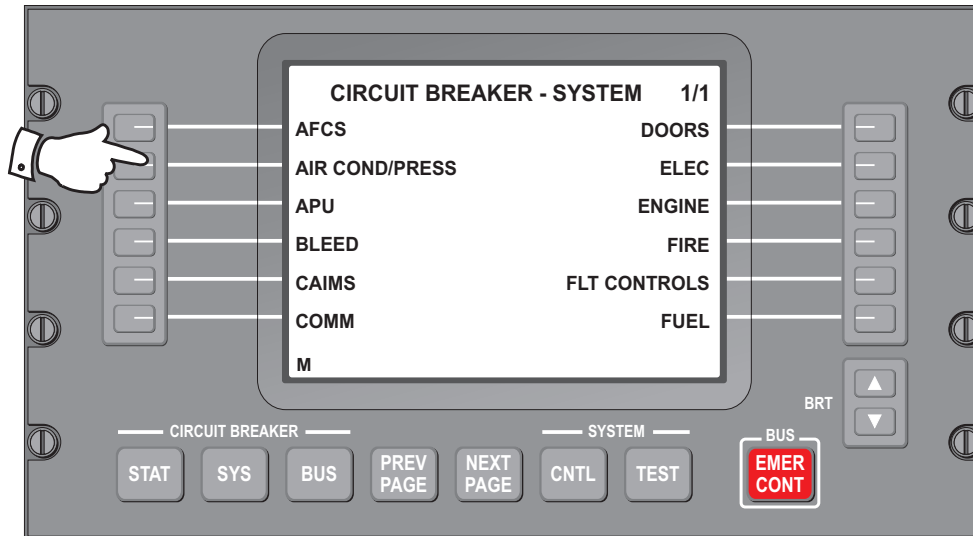 CIRCUIT BREAKER - SYSTEM 1/1
AFCS DOORS
AIR COND/PRESS ELEC
APU ENGINE
BLEED FIRE
CAIMS FLT CONTROLS
COMM FUEL
M
BRT
CIRCUIT BREAKER SYSTEM BUS
STAT SYS BUS PREV PAGE NEXT PAGE CNTL TEST EMER CONT